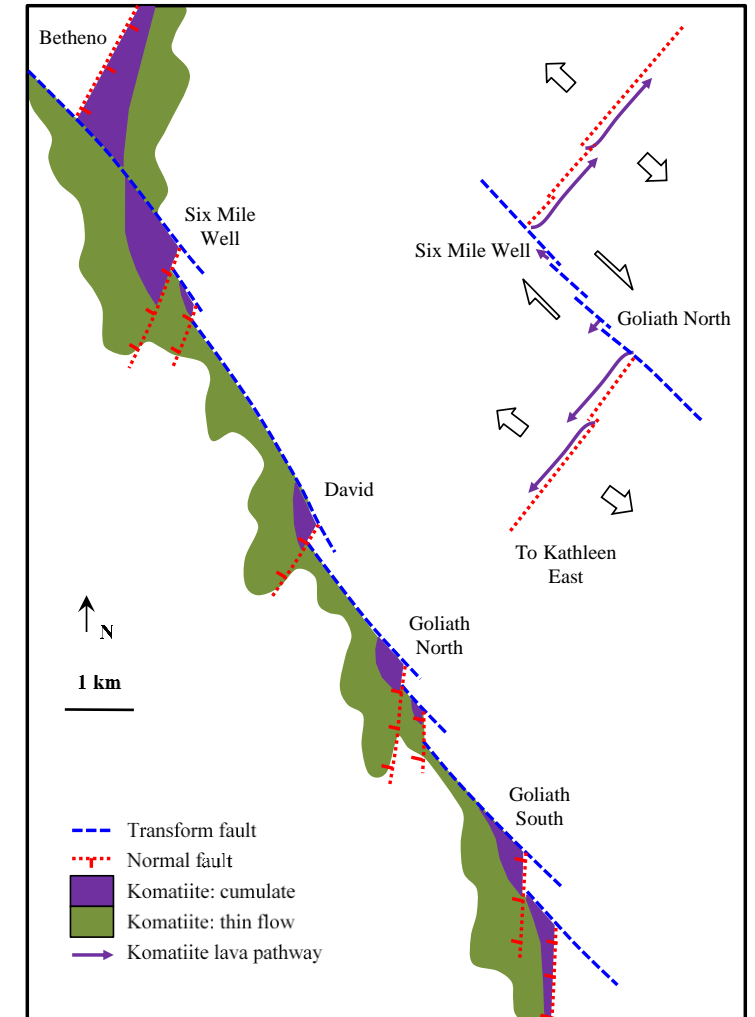 Betheno
Six Mile
Well
Six Mile Well
Goliath North
David
To Kathleen
East
N
1 km
Goliath
North
Goliath
South
Transform fault
Normal fault
Komatiite: cumulate
Komatiite: thin flow
Komatiite lava pathway